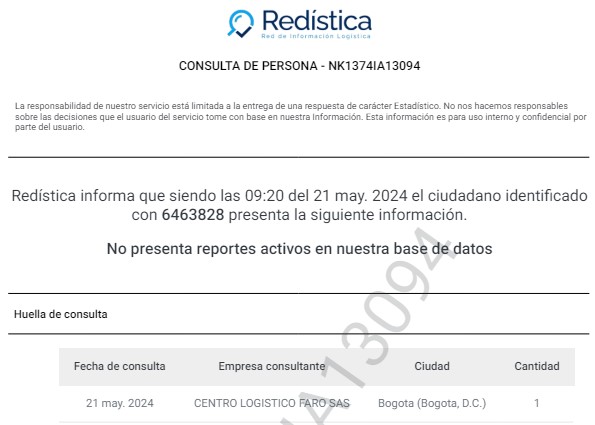 Redística
Red de Información Logística
CONSULTA DE PERSONA - NK1374IA13094
La responsabilidad de nuestro servicio está limitada a la entrega de una respuesta de carácter Estadístico. No nos hacemos responsables
sobre las decisiones que el usuario del servicio tome con base en nuestra Información. Esta información es para uso interno y confidencial por
parte del usuario.
Redística informa que siendo las 09:20 del 21 may. 2024 el ciudadano identificado
con 6463828 presenta la siguiente información.
No presenta reportes activos en nuestra base de datos
Huella de consulta
Fecha de consulta Empresa consultante Ciudad Cantidad
21 may. 2024 CENTRO LOGISTICO FARO SAS Bogota (Bogota, D.C.) 1
IA13094